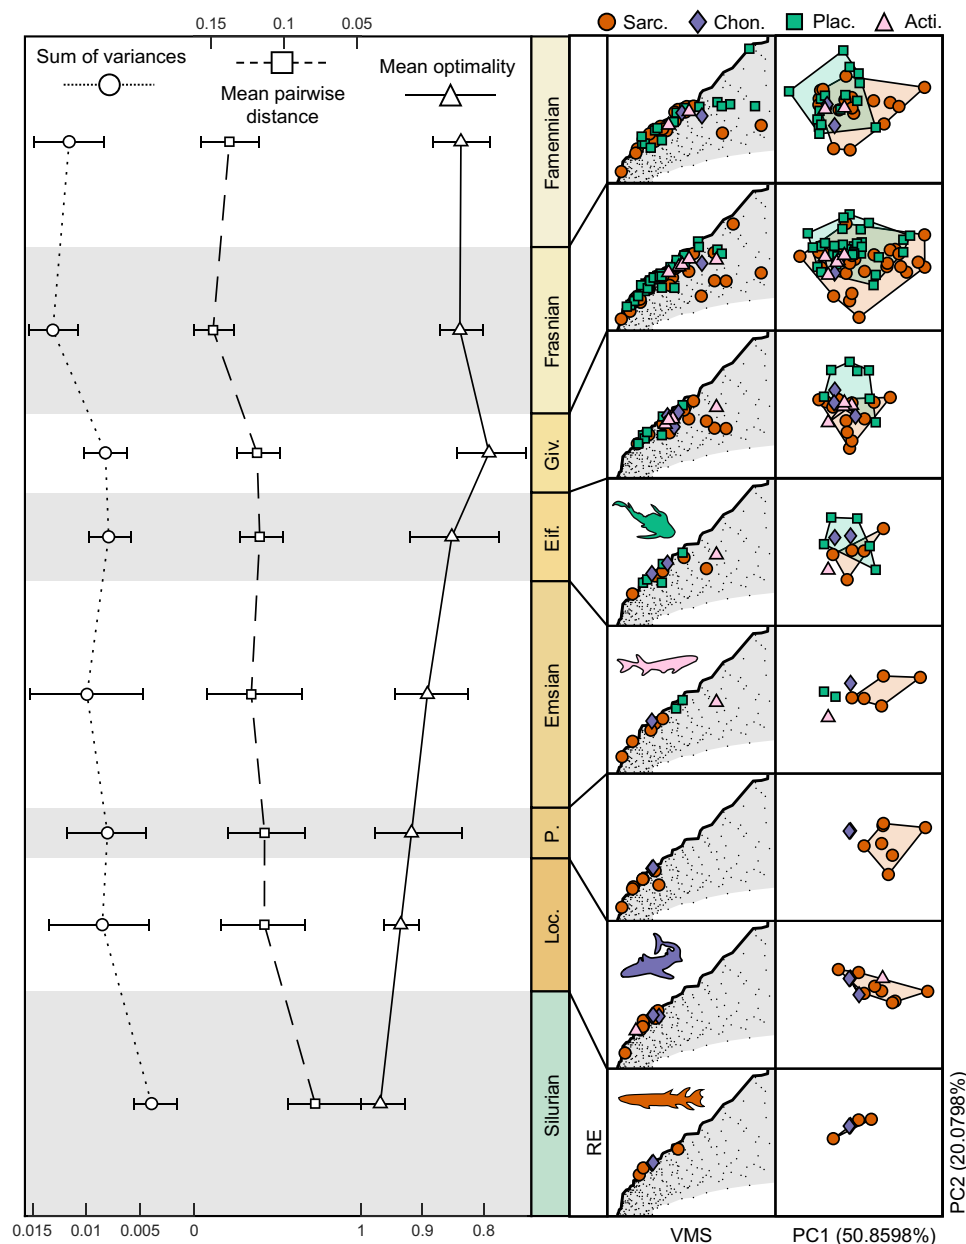 Sarc. Chon. Plac. Acti.
0.15 0.1 0.05
Sum of variances
Mean pairwise
distance
Mean optimality
Famennian
Frasnian
Giv.
Eif.
Emsian
P.
Loc.
Silurian
RE
PC2 (20.0798%)
0.015 0.01 0.005 0 1 0.9 0.8
VMS
PC1 (50.8598%)